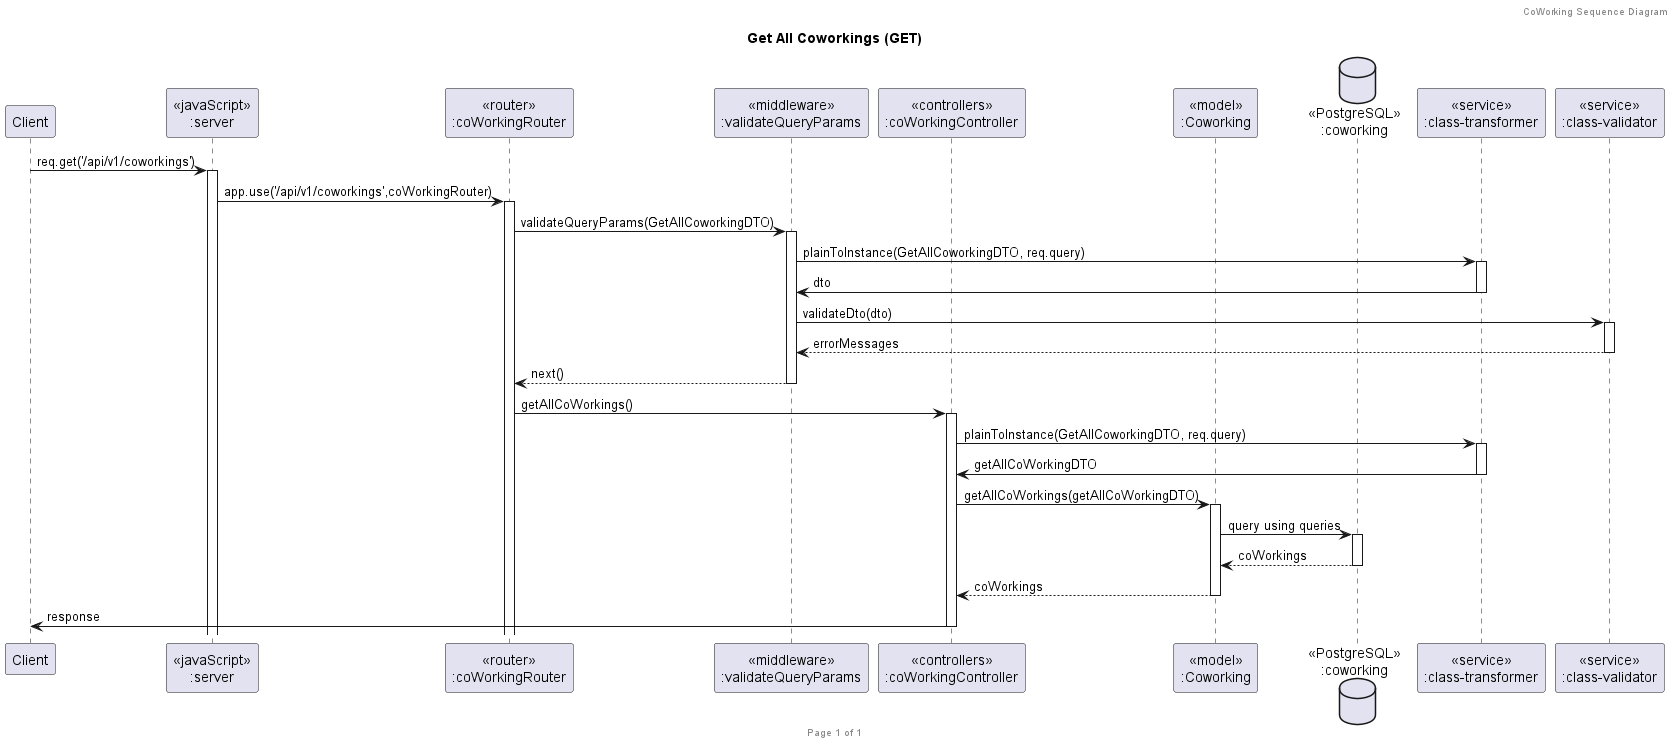 CoWorking Sequence Diagram
Get All Coworkings (GET)
Client
«javaScript»
:server
«router»
:coWorkingRouter
«middleware»
:validateQueryParams
«controllers»
:coWorkingController
«model»
:Coworking
«PostgreSQL»
:coworking
«service»
:class-transformer
«service»
:class-validator
req.get('/api/v1/coworkings')
app.use('/api/v1/coworkings',coWorkingRouter)
validateQueryParams(GetAllCoworkingDTO)
plainToInstance(GetAllCoworkingDTO, req.query)
dto
validateDto(dto)
errorMessages
next()
getAllCoWorkings()
plainToInstance(GetAllCoworkingDTO, req.query)
getAllCoWorkingDTO
getAllCoWorkings(getAllCoWorkingDTO)
query using queries
coWorkings
coWorkings
response
Client
«javaScript»
:server
«router»
:coWorkingRouter
«middleware»
:validateQueryParams
«controllers»
:coWorkingController
«model»
:Coworking
«PostgreSQL»
:coworking
«service»
:class-transformer
«service»
:class-validator
Page 1 of 1